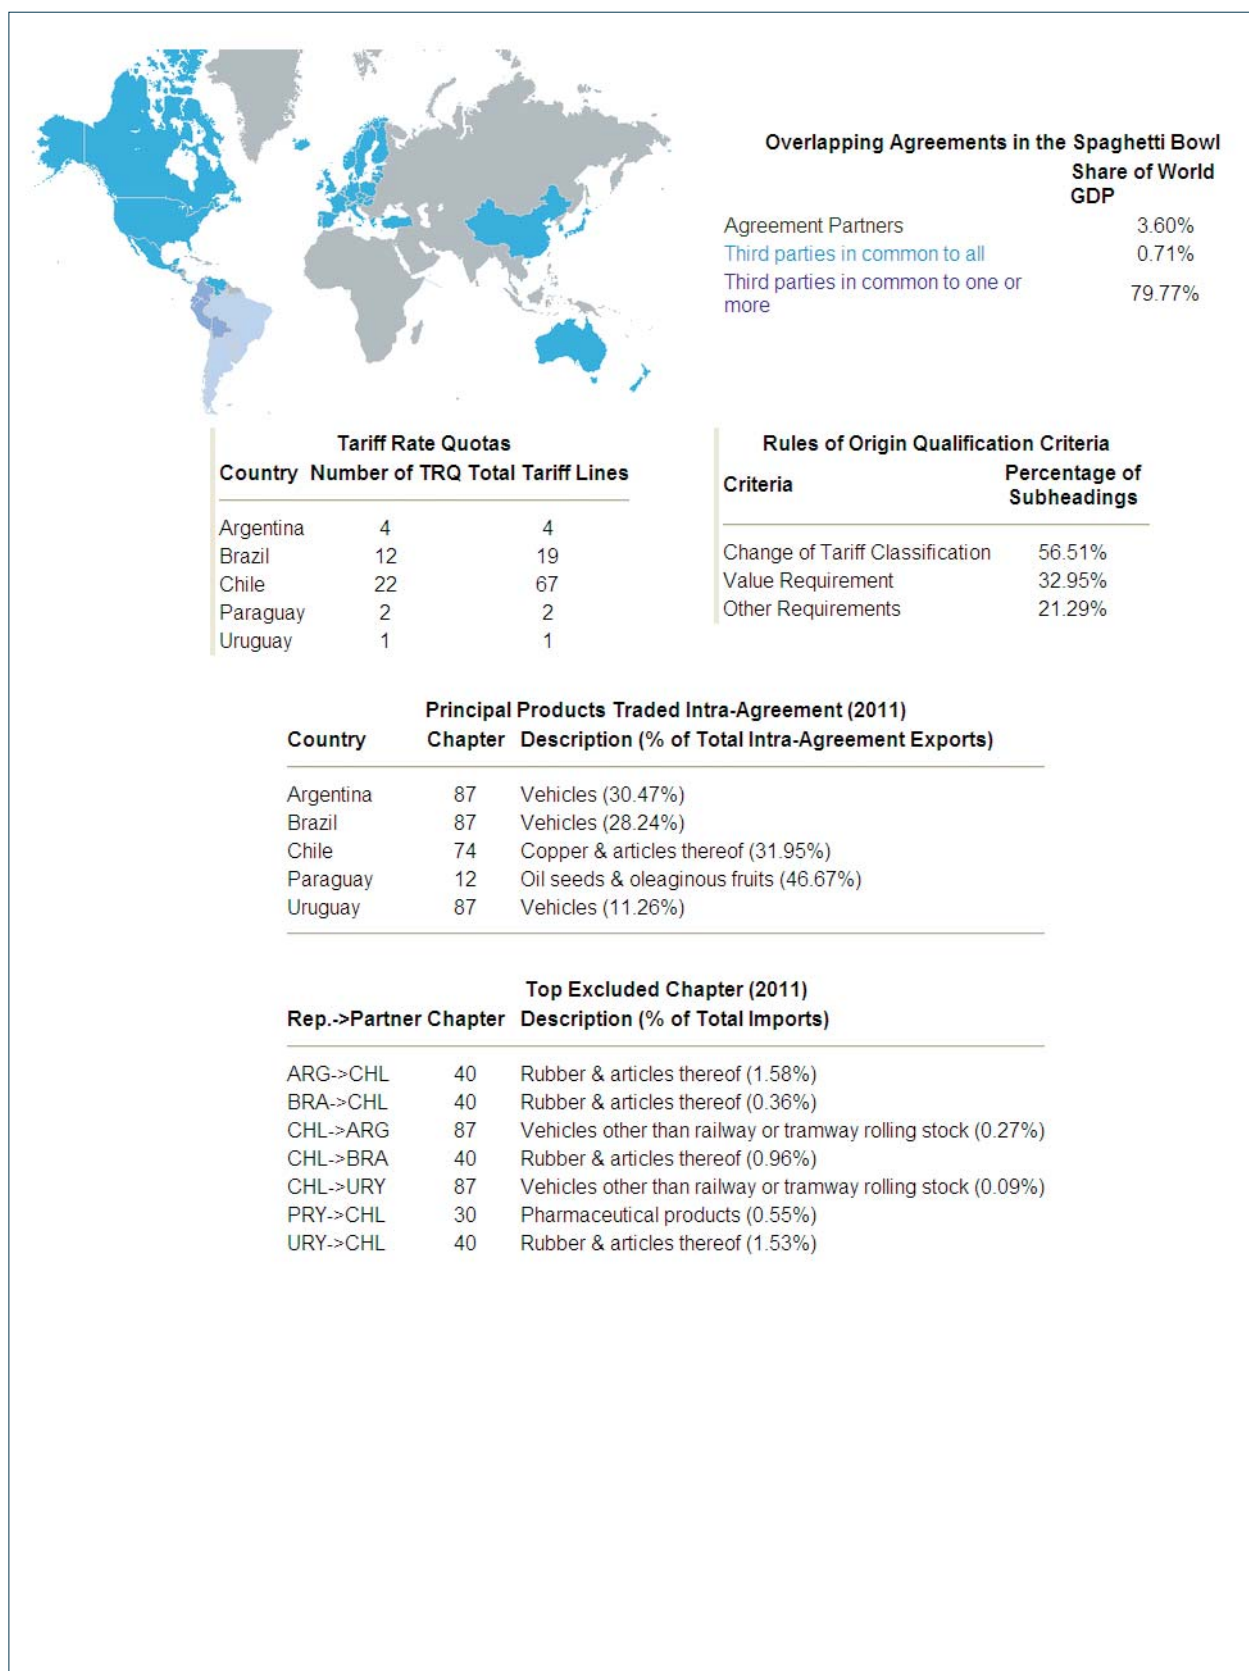 Overlapping Agreements in the Spaghetti Bowl
Share of World
GDP
Agreement Partners 3.60%
Third parties in common to all 0.71%
Third parties in common to one or
more 79.77%
Tariff Rate Quotas
Country Number of TRQ Total Tariff Lines
Argentina 4 4
Brazil 12 19
Chile 22 67
Paraguay 2 2
Uruguay 1 1
Rules of Origin Qualification Criteria
Criteria Percentage of
Subheadings
Change of Tariff Classification 56.51%
Value Requirement 32.95%
Other Requirements 21.29%
Principal Products Traded Intra-Agreement (2011)
Country Chapter Description (% of Total Intra-Agreement Exports)
Argentina 87 Vehicles (30.47%)
Brazil 87 Vehicles (28.24%)
Chile 74 Copper & articles thereof (31.95%)
Paraguay 12 Oil seeds & oleaginous fruits (46.67%)
Uruguay 87 Vehicles (11.26%)
Top Excluded Chapter (2011)
Rep.->Partner Chapter Description (% of Total Imports)
ARG->CHL 40 Rubber & articles thereof (1.58%)
BRA->CHL 40 Rubber & articles thereof (0.36%)
CHL->ARG 87 Vehicles other than railway or tramway rolling stock (0.27%)
CHL->BRA 40 Rubber & articles thereof (0.96%)
CHL->URY 87 Vehicles other than railway or tramway rolling stock (0.09%)
PRY->CHL 30 Pharmaceutical products (0.55%)
URY->CHL 40 Rubber & articles thereof (1.53%)